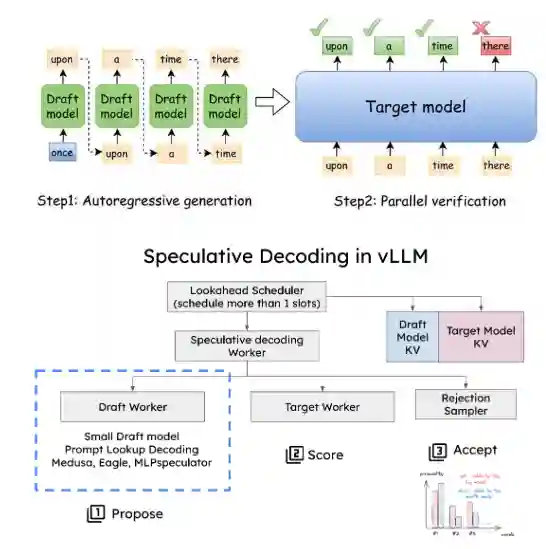 upon a time there
upon a time there
Draft model Draft model Draft model Draft model
Target model
once upon a time
upon a time there
Step1: Autoregressive generation
Step2: Parallel verification
Speculative Decoding in vLLM
Lookahead Scheduler
(schedule more than 1 slots)
Draft Model KV
Target Model KV
Speculative decoding
Worker
Draft Worker
Target Worker
Rejection
Sampler
Small Draft model
Prompt Lookup Decoding
Medusa, Eagle, MLPspeculator
1 Propose
2 Score
3 Accept